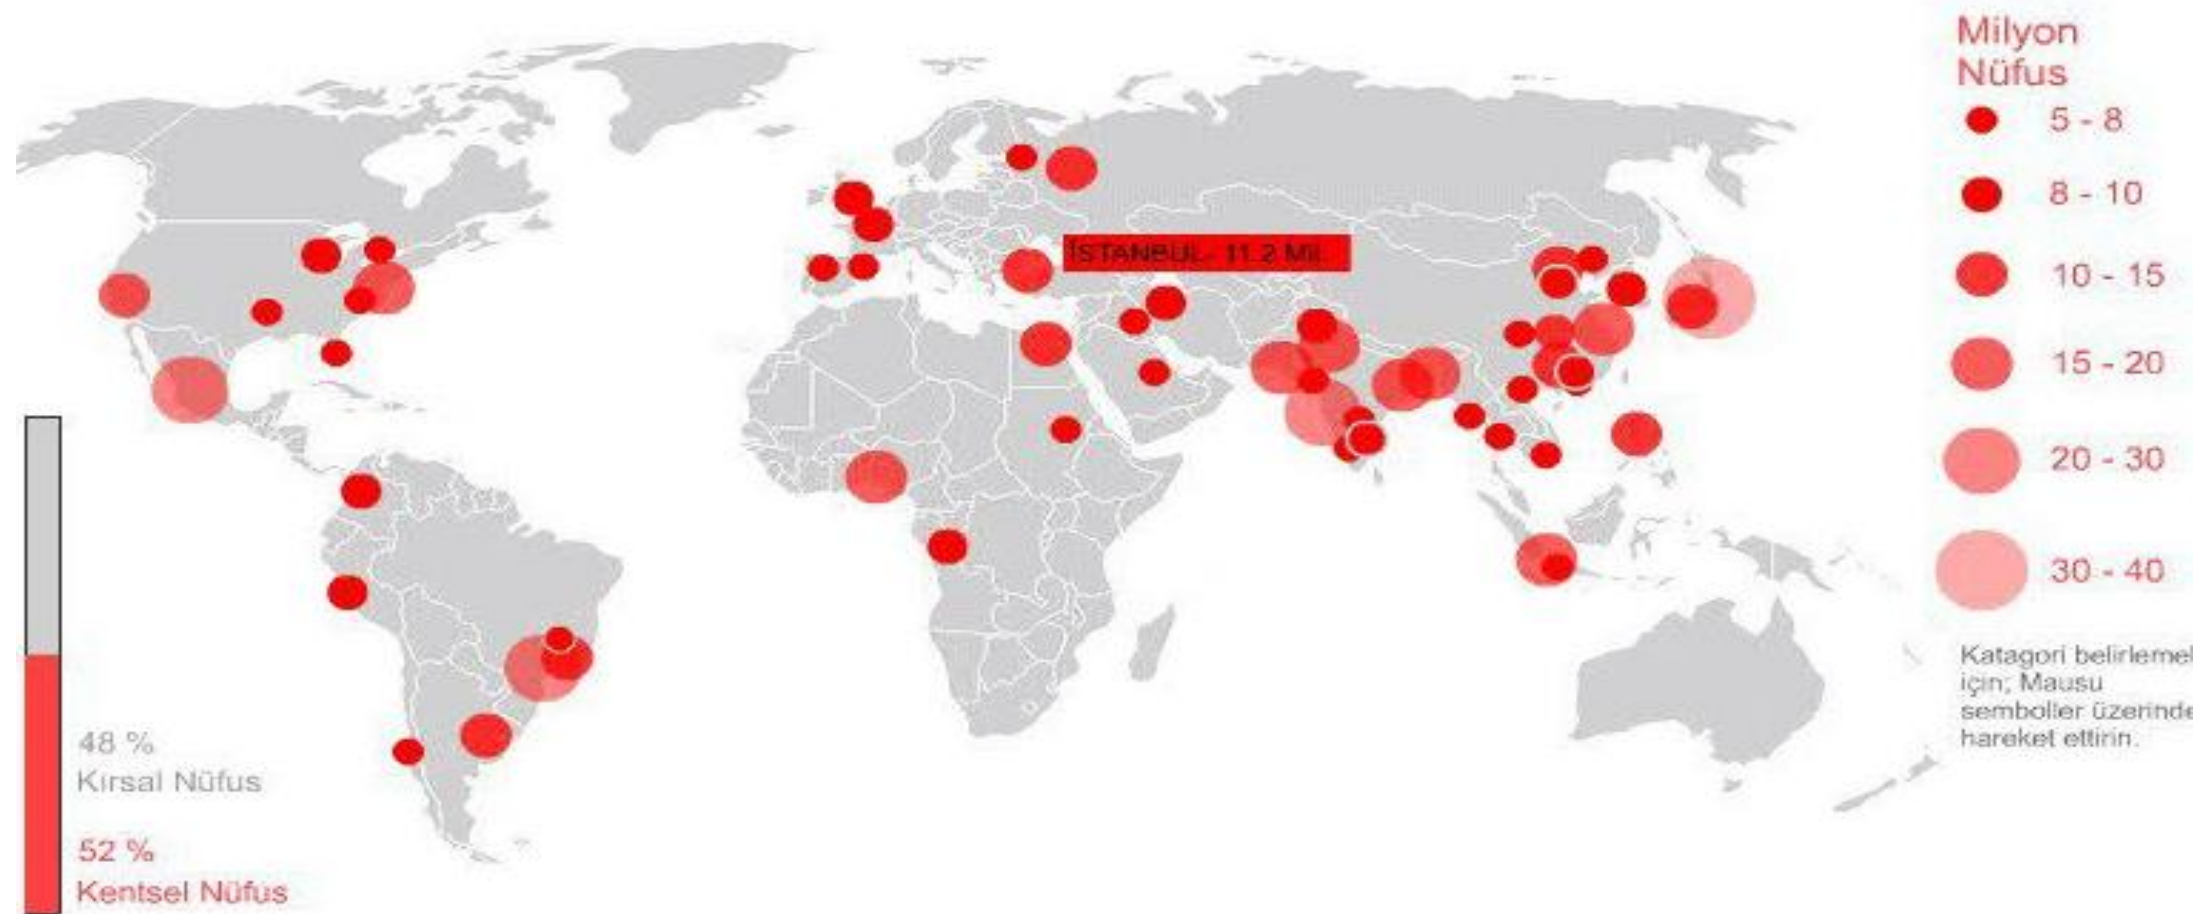 Milyon
Nüfus
5 - 8
8 - 10
10 - 15
15 - 20
20 - 30
30 - 40
Katagori belirlemel
için; Mausu
semboller üzerinde
hareket ettirin.
İSTANBUL- 11.2 Mil.
48 %
Kırsal Nüfus
52 %
Kentsel Nüfus